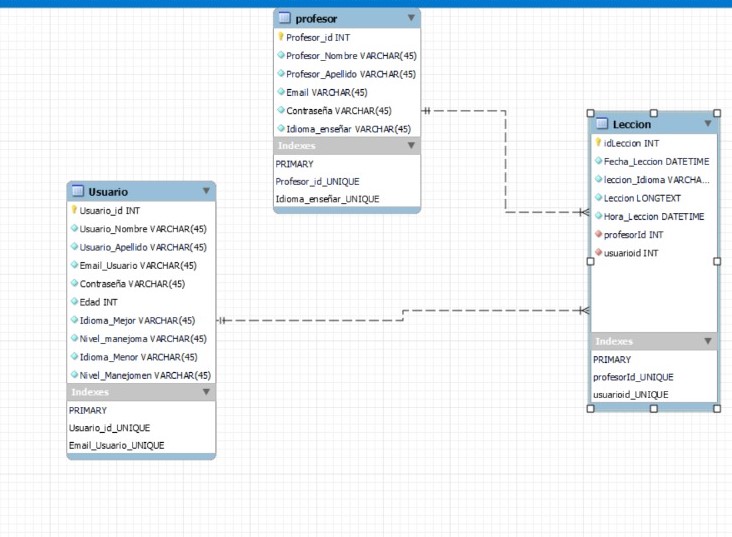 profesor
Profesor_id INT
Profesor_Nombre VARCHAR(45)
Profesor_Apellido VARCHAR(45)
Email VARCHAR(45)
Contraseña VARCHAR(45)
Idioma_enseñar VARCHAR(45)
Indexes
PRIMARY
Profesor_id_UNIQUE
Idioma_enseñar_UNIQUE
Usuario
Usuario_id INT
Usuario_Nombre VARCHAR(45)
Usuario_Apellido VARCHAR(45)
Email_Usuario VARCHAR(45)
Contraseña VARCHAR(45)
Edad INT
Idioma_Mejor VARCHAR(45)
Nivel_manejoma VARCHAR(45)
Idioma_Menor VARCHAR(45)
Nivel_Manejomen VARCHAR(45)
Indexes
PRIMARY
Usuario_id_UNIQUE
Email_Usuario_UNIQUE
Leccion
idLeccion INT
Fecha_Leccion DATETIME
leccion_Idioma VARCHA...
Leccion LONGTEXT
Hora_Leccion DATETIME
profesorId INT
usuarioid INT
Indexes
PRIMARY
profesorId_UNIQUE
usuarioid_UNIQUE